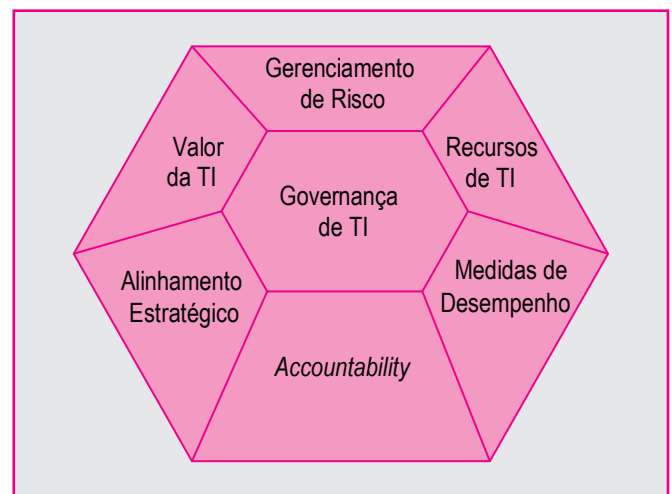 Gerenciamento
de Risco
Valor
da TI
Recursos
de TI
Governança
de TI
Alinhamento
Estratégico
Medidas de
Desempenho
Accountability